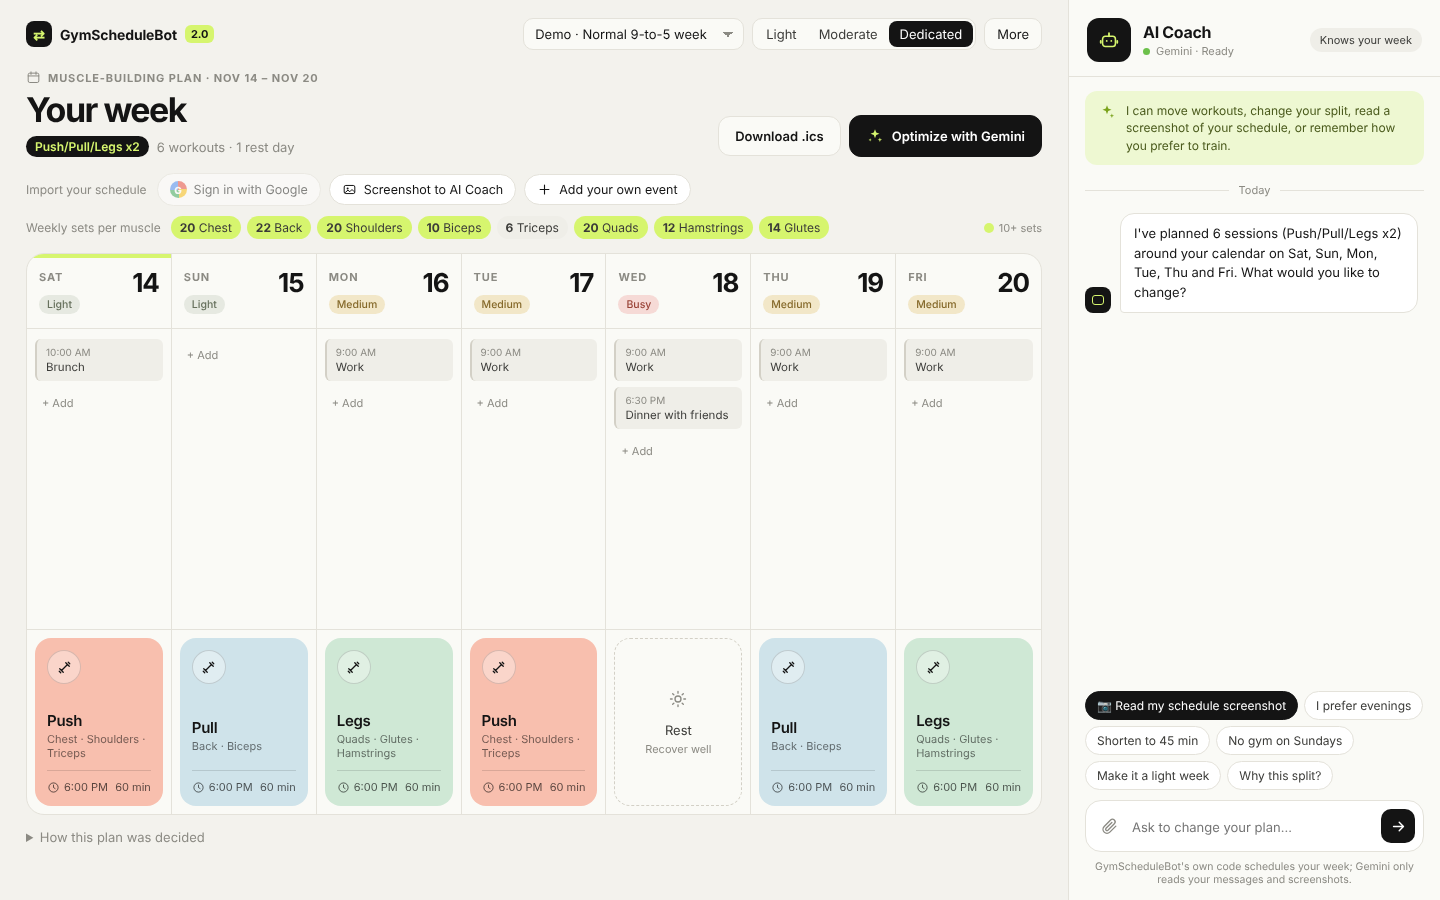 GymScheduleBot 2.0
Demo · Normal 9-to-5 week
Light Moderate Dedicated
More
MUSCLE-BUILDING PLAN · NOV 14 – NOV 20
Your week
Push/Pull/Legs x2 6 workouts · 1 rest day
Download .ics
Optimize with Gemini
Import your schedule
G Sign in with Google
Screenshot to AI Coach
Add your own event
Weekly sets per muscle
20 Chest
22 Back
20 Shoulders
10 Biceps
6 Triceps
20 Quads
12 Hamstrings
14 Glutes
10+ sets
SAT 14
Light
SUN 15
Light
MON 16
Medium
TUE 17
Medium
WED 18
Busy
THU 19
Medium
FRI 20
Medium
10:00 AM
Brunch
+ Add
+ Add
9:00 AM
Work
+ Add
9:00 AM
Work
+ Add
9:00 AM
Work
6:30 PM
Dinner with friends
+ Add
9:00 AM
Work
+ Add
9:00 AM
Work
+ Add
Push
Chest · Shoulders ·
Triceps
6:00 PM 60 min
Pull
Back · Biceps
6:00 PM 60 min
Legs
Quads · Glutes ·
Hamstrings
6:00 PM 60 min
Push
Chest · Shoulders ·
Triceps
6:00 PM 60 min
Rest
Recover well
Pull
Back · Biceps
6:00 PM 60 min
Legs
Quads · Glutes ·
Hamstrings
6:00 PM 60 min
How this plan was decided
AI Coach
Gemini · Ready
Knows your week
I can move workouts, change your split, read a
screenshot of your schedule, or remember how
you prefer to train.
Today
I've planned 6 sessions (Push/Pull/Legs x2)
around your calendar on Sat, Sun, Mon,
Tue, Thu and Fri. What would you like to
change?
📷 Read my schedule screenshot
I prefer evenings
Shorten to 45 min
No gym on Sundays
Make it a light week
Why this split?
Ask to change your plan...
GymScheduleBot's own code schedules your week; Gemini only
reads your messages and screenshots.